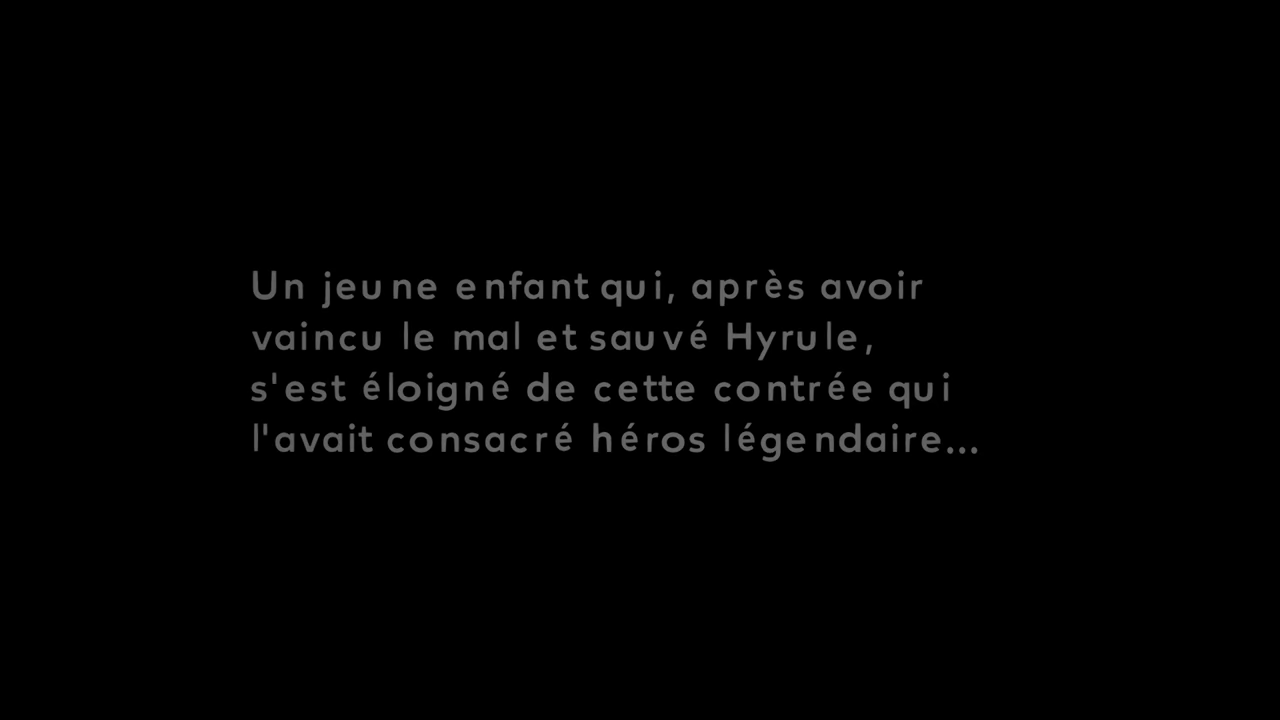 Un jeune enfant qui, après avoir
vaincu le mal et sauvé Hyrule,
s'est éloigné de cette contrée qui
l'avait consacré héros légendaire...